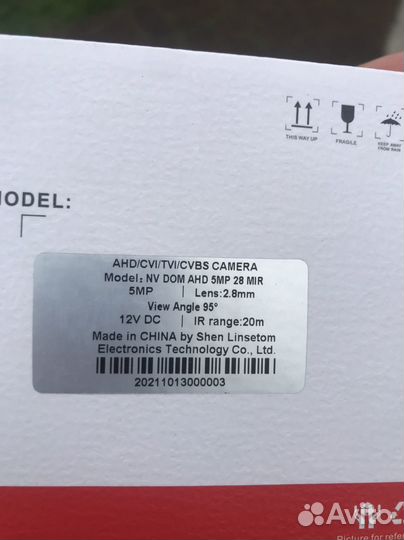 THIS WAY UP
FRAGILE
KEEP AWAY FROM RAIN
MODEL:
AHD/CVI/TVI/CVBS CAMERA
Model: NV DOM AHD 5MP 28 MIR
5MP | Lens:2.8mm
View Angle 95°
12V DC | IR range:20m
Made in CHINA by Shen Linsetom
Electronics Technology Co., Ltd.
20211013000003
Avito
Picture for refer